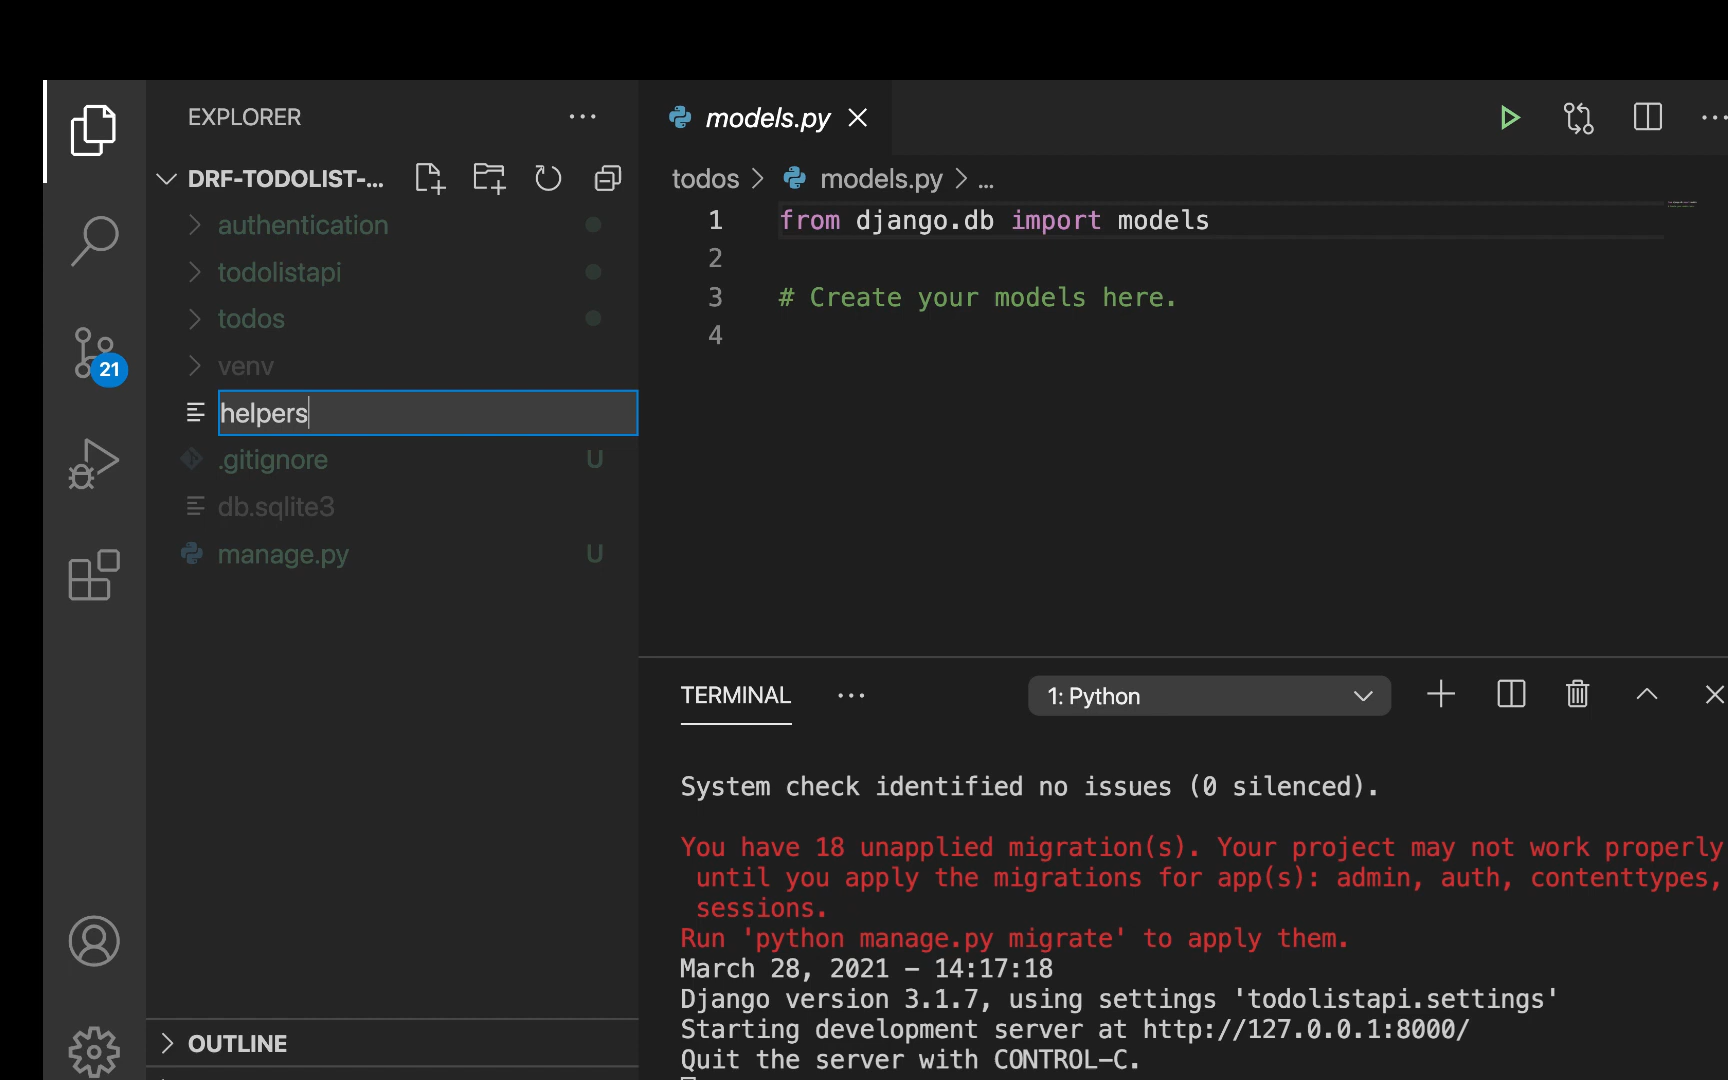 EXPLORER
DRF-TODOLIST-...
authentication
todolistapi
todos
venv
helpers
.gitignore U
db.sqlite3
manage.py U
21
OUTLINE
models.py
todos > models.py > ...
1 from django.db import models
2
3 # Create your models here.
4
TERMINAL
1: Python
System check identified no issues (0 silenced).
You have 18 unapplied migration(s). Your project may not work properly
until you apply the migrations for app(s): admin, auth, contenttypes,
sessions.
Run 'python manage.py migrate' to apply them.
March 28, 2021 - 14:17:18
Django version 3.1.7, using settings 'todolistapi.settings'
Starting development server at http://127.0.0.1:8000/
Quit the server with CONTROL-C.